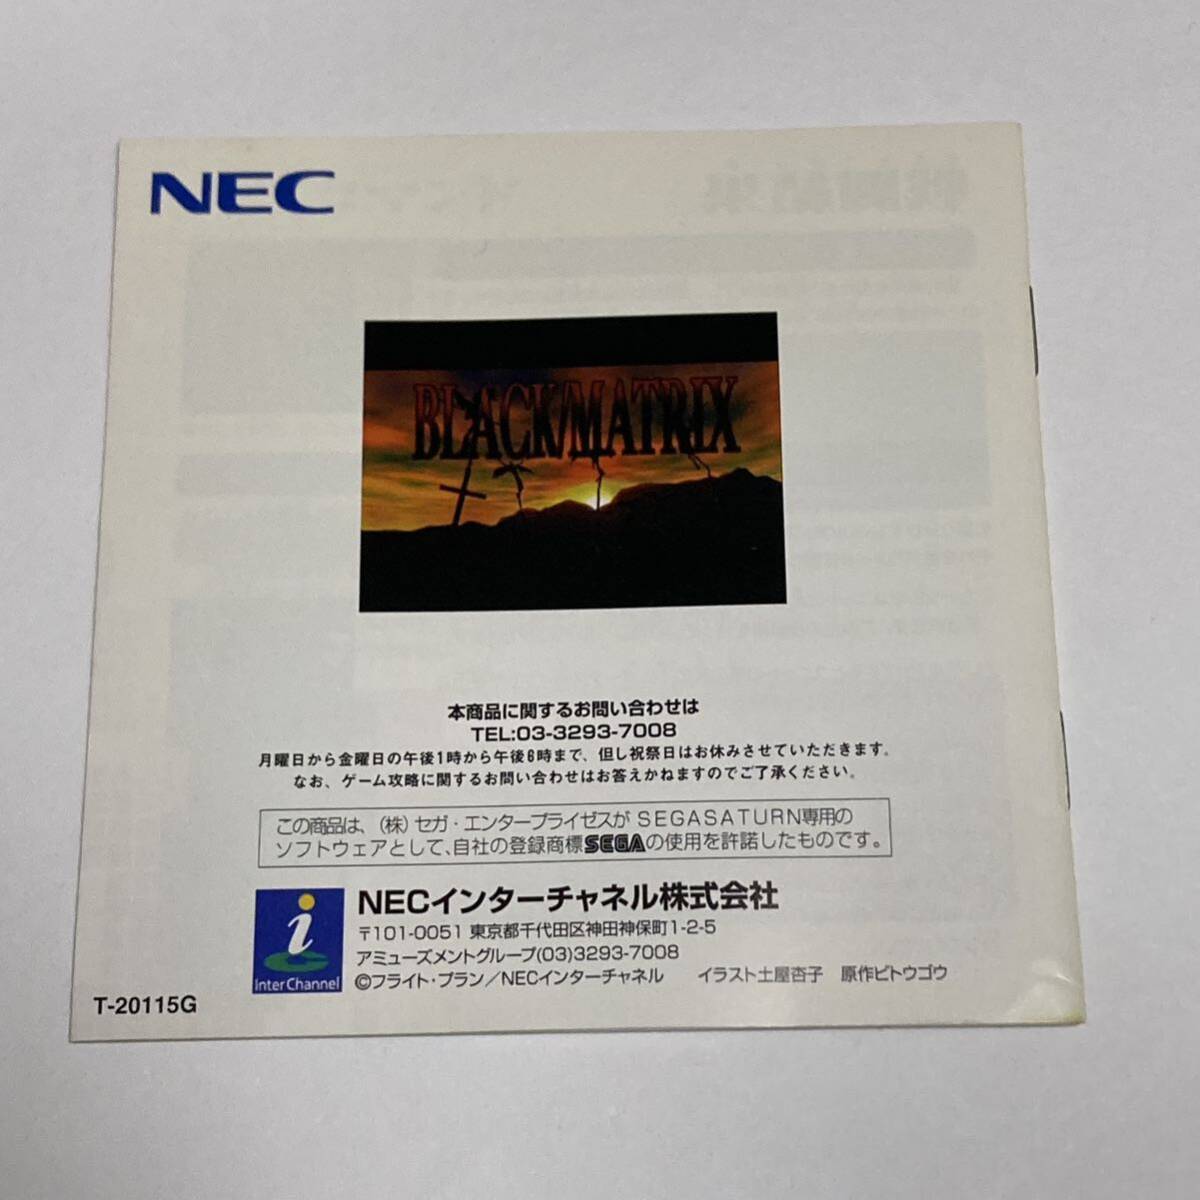 NEC
BLACK/MATRIX
本商品に関するお問い合わせは
TEL:03-3293-7008
月曜日から金曜日の午後1時から午後6時まで、但し祝祭日はお休みさせていただきます。
なお、ゲーム攻略に関するお問い合わせはお答えかねますのでご了承ください。
この商品は、(株)セガ・エンタープライゼスが SEGASATURN専用の
ソフトウェアとして、自社の登録商標SEGAの使用を許諾したものです。
NECインターチャネル株式会社
〒101-0051 東京都千代田区神田神保町1-2-5
アミューズメントグループ(03)3293-7008
©フライト・プラン/NECインターチャネル イラスト土屋杏子 原作ビトウゴウ
i
InterChannel
T-20115G